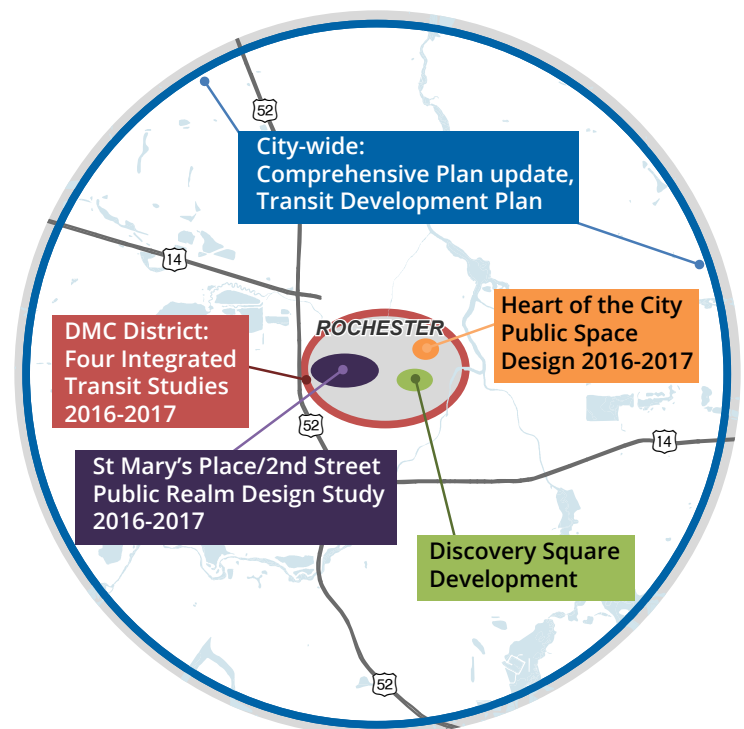 52
City-wide:
Comprehensive Plan update,
Transit Development Plan
14
Heart of the City
Public Space
Design 2016-2017
ROCHESTER
DMC District:
Four Integrated
Transit Studies
2016-2017
52
14
St Mary’s Place/2nd Street
Public Realm Design Study
2016-2017
Discovery Square
Development
52